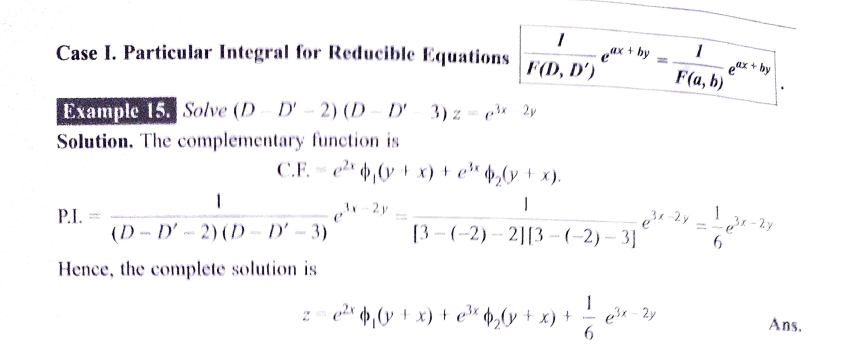 Case I. Particular Integral for Reducible Equations 1/F(D, D′) e^{ax + by} = 1/F(a, b) e^{ax + by}.
Example 15. Solve (D – D′ – 2) (D – D′ 3) z = e^{3x 2y}
Solution. The complementary function is
C.F. = e^{2x} ϕ₁(y + x) + e^{3x} ϕ₂(y + x).
P.I. = 1/((D – D′ – 2) (D – D′ – 3)) e^{3x – 2y} = 1/([3 – (–2) – 2][3 – (–2) – 3]) e^{3x – 2y} = 1/6 e^{3x – 2y}
Hence, the complete solution is
z = e^{2x} ϕ₁(y + x) + e^{3x} ϕ₂(y + x) + 1/6 e^{3x – 2y} Ans.